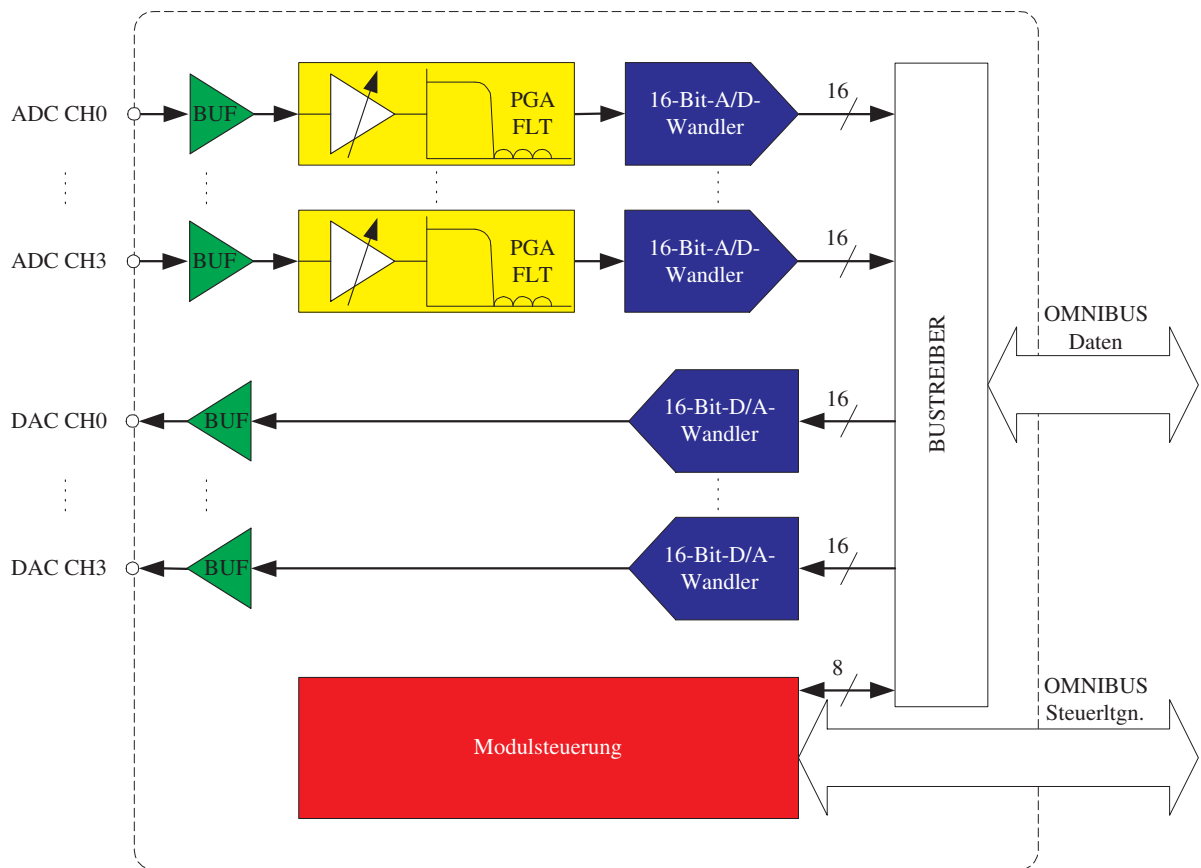 ADC CH0
BUF
PGA
FLT
16-Bit-A/D-
Wandler
16
ADC CH3
BUF
PGA
FLT
16-Bit-A/D-
Wandler
16
BUSTREIBER
OMNIBUS
Daten
DAC CH0
BUF
16-Bit-D/A-
Wandler
16
DAC CH3
BUF
16-Bit-D/A-
Wandler
16
8
OMNIBUS
Steuerltgn.
Modulsteuerung